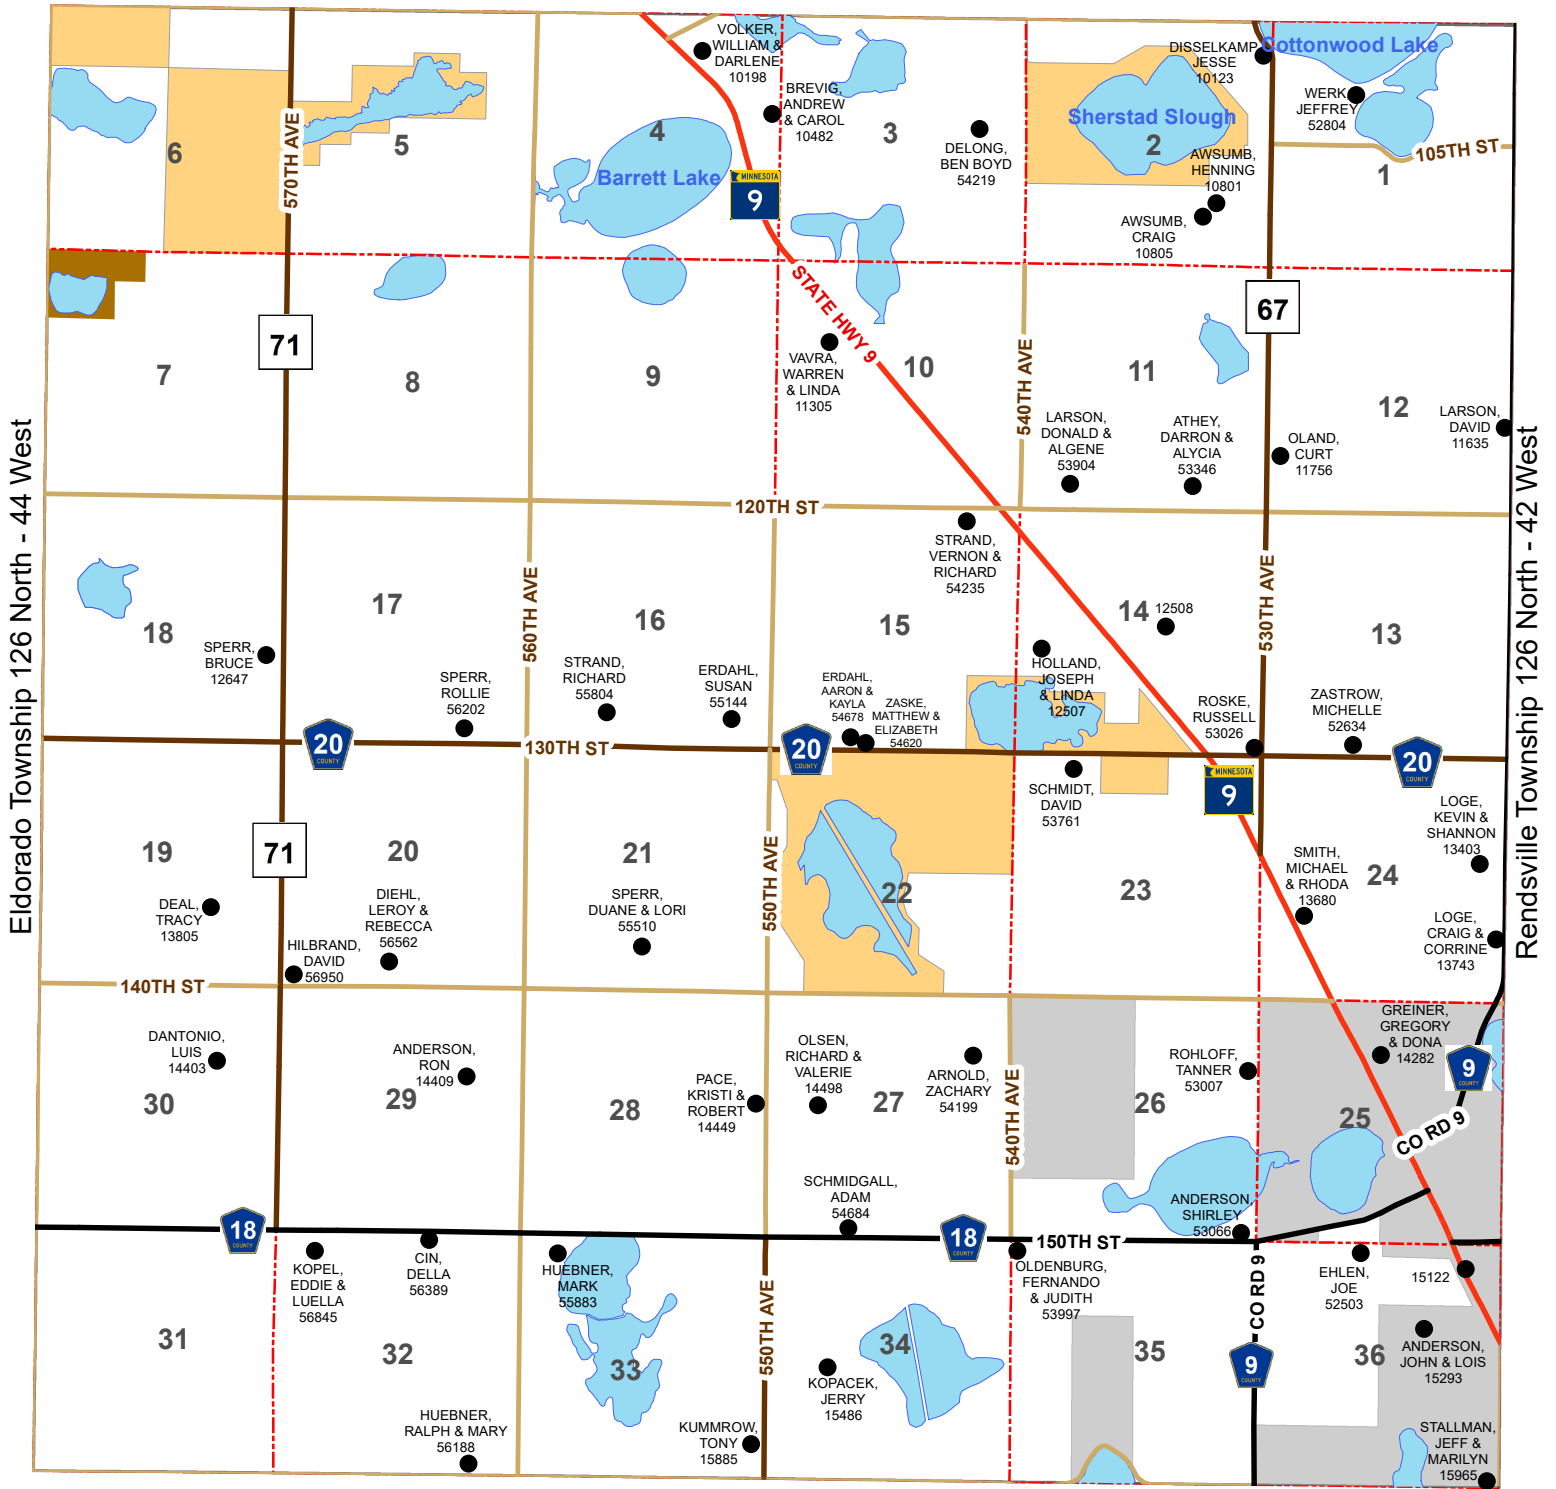 VOLKER,
WILLIAM &
DARLENE
10198
DISSELKAMP,
JESSE
10123
Cottonwood Lake
BREVIG,
ANDREW
& CAROL
10482
WERK,
JEFFREY
52804
570TH AVE
6
5
4
3
Sherstad Slough
2
DELONG,
BEN BOYD
54219
AWSUMB,
HENNING
10801
105TH ST
1
Barrett Lake
MINNESOTA
9
AWSUMB,
CRAIG
10805
STATE HWY 9
71
67
7
8
9
VAVRA,
WARREN
& LINDA
11305
10
540TH AVE
11
12
LARSON,
DONALD &
ALGENE
53904
ATHEY,
DARRON &
ALYCIA
53346
OLAND,
CURT
11756
LARSON,
DAVID
11635
Eldorado Township 126 North - 44 West
Rendsville Township 126 North - 42 West
120TH ST
STRAND,
VERNON &
RICHARD
54235
560TH AVE
530TH AVE
18
17
16
15
14
12508
13
SPERR,
BRUCE
12647
SPERR,
ROLLIE
56202
STRAND,
RICHARD
55804
ERDAHL,
SUSAN
55144
ERDAHL,
AARON &
KAYLA
54678
ZASKE,
MATTHEW &
ELIZABETH
54620
HOLLAND,
JOSEPH
& LINDA
12507
ROSKE,
RUSSELL
53026
ZASTROW,
MICHELLE
52634
20
COUNTY
130TH ST
20
COUNTY
20
COUNTY
MINNESOTA
9
SCHMIDT,
DAVID
53761
LOGE,
KEVIN &
SHANNON
13403
19
71
20
21
550TH AVE
22
23
24
SMITH,
MICHAEL
& RHODA
13680
DEAL,
TRACY
13805
DIEHL,
LEROY &
REBECCA
56562
SPERR,
DUANE & LORI
55510
LOGE,
CRAIG &
CORRINE
13743
HILBRAND,
DAVID
56950
140TH ST
DANTONIO,
LUIS
14403
ANDERSON,
RON
14409
PACE,
KRISTI &
ROBERT
14449
OLSEN,
RICHARD &
VALERIE
14498
ARNOLD,
ZACHARY
54199
ROHLOFF,
TANNER
53007
GREINER,
GREGORY
& DONA
14282
9
COUNTY
30
29
28
27
540TH AVE
26
25
CO RD 9
SCHMIDGALL,
ADAM
54684
ANDERSON,
SHIRLEY
53066
18
COUNTY
18
COUNTY
150TH ST
KOPEL,
EDDIE &
LUELLA
56845
CIN,
DELLA
56389
HUEBNER,
MARK
55883
OLDENBURG,
FERNANDO
& JUDITH
53997
CO RD 9
EHLEN,
JOE
52503
15122
31
32
33
550TH AVE
34
35
9
COUNTY
36
ANDERSON,
JOHN & LOIS
15293
KOPACEK,
JERRY
15486
HUEBNER,
RALPH & MARY
56188
KUMMROW,
TONY
15885
STALLMAN,
JEFF &
MARILYN
15965